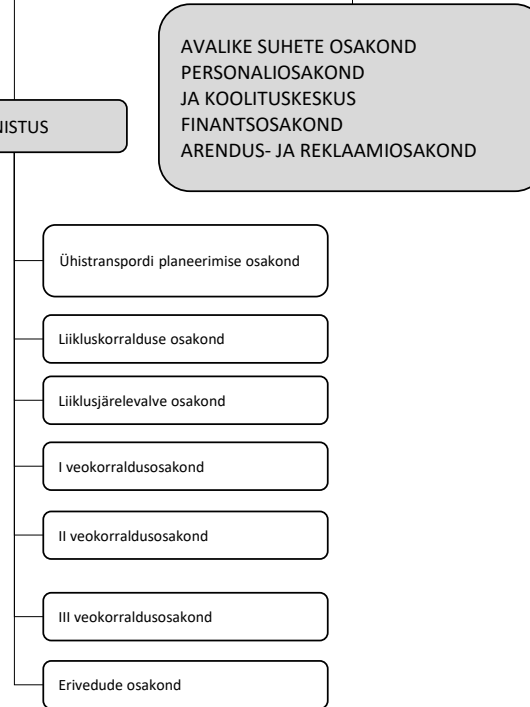 AVALIKE SUHETE OSAKOND
PERSONALIOSAKOND
JA KOOLITUSKESKUS
FINANTSOSAKOND
ARENDUS- JA REKLAAMIOSAKOND
NISTUS
Ühistranspordi planeerimise osakond
Liikluskorralduse osakond
Liiklusjärelevalve osakond
I veokorraldusosakond
II veokorraldusosakond
III veokorraldusosakond
Erivedude osakond